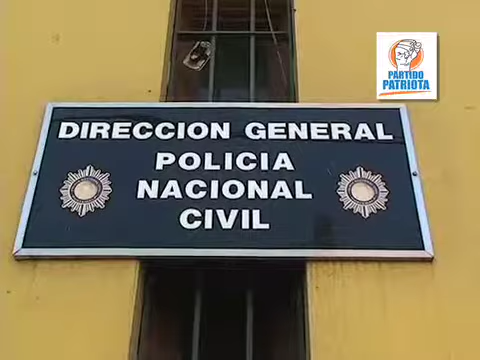 PARTIDO
PATRIOTA
DIRECCION GENERAL
POLICIA
NACIONAL
CIVIL